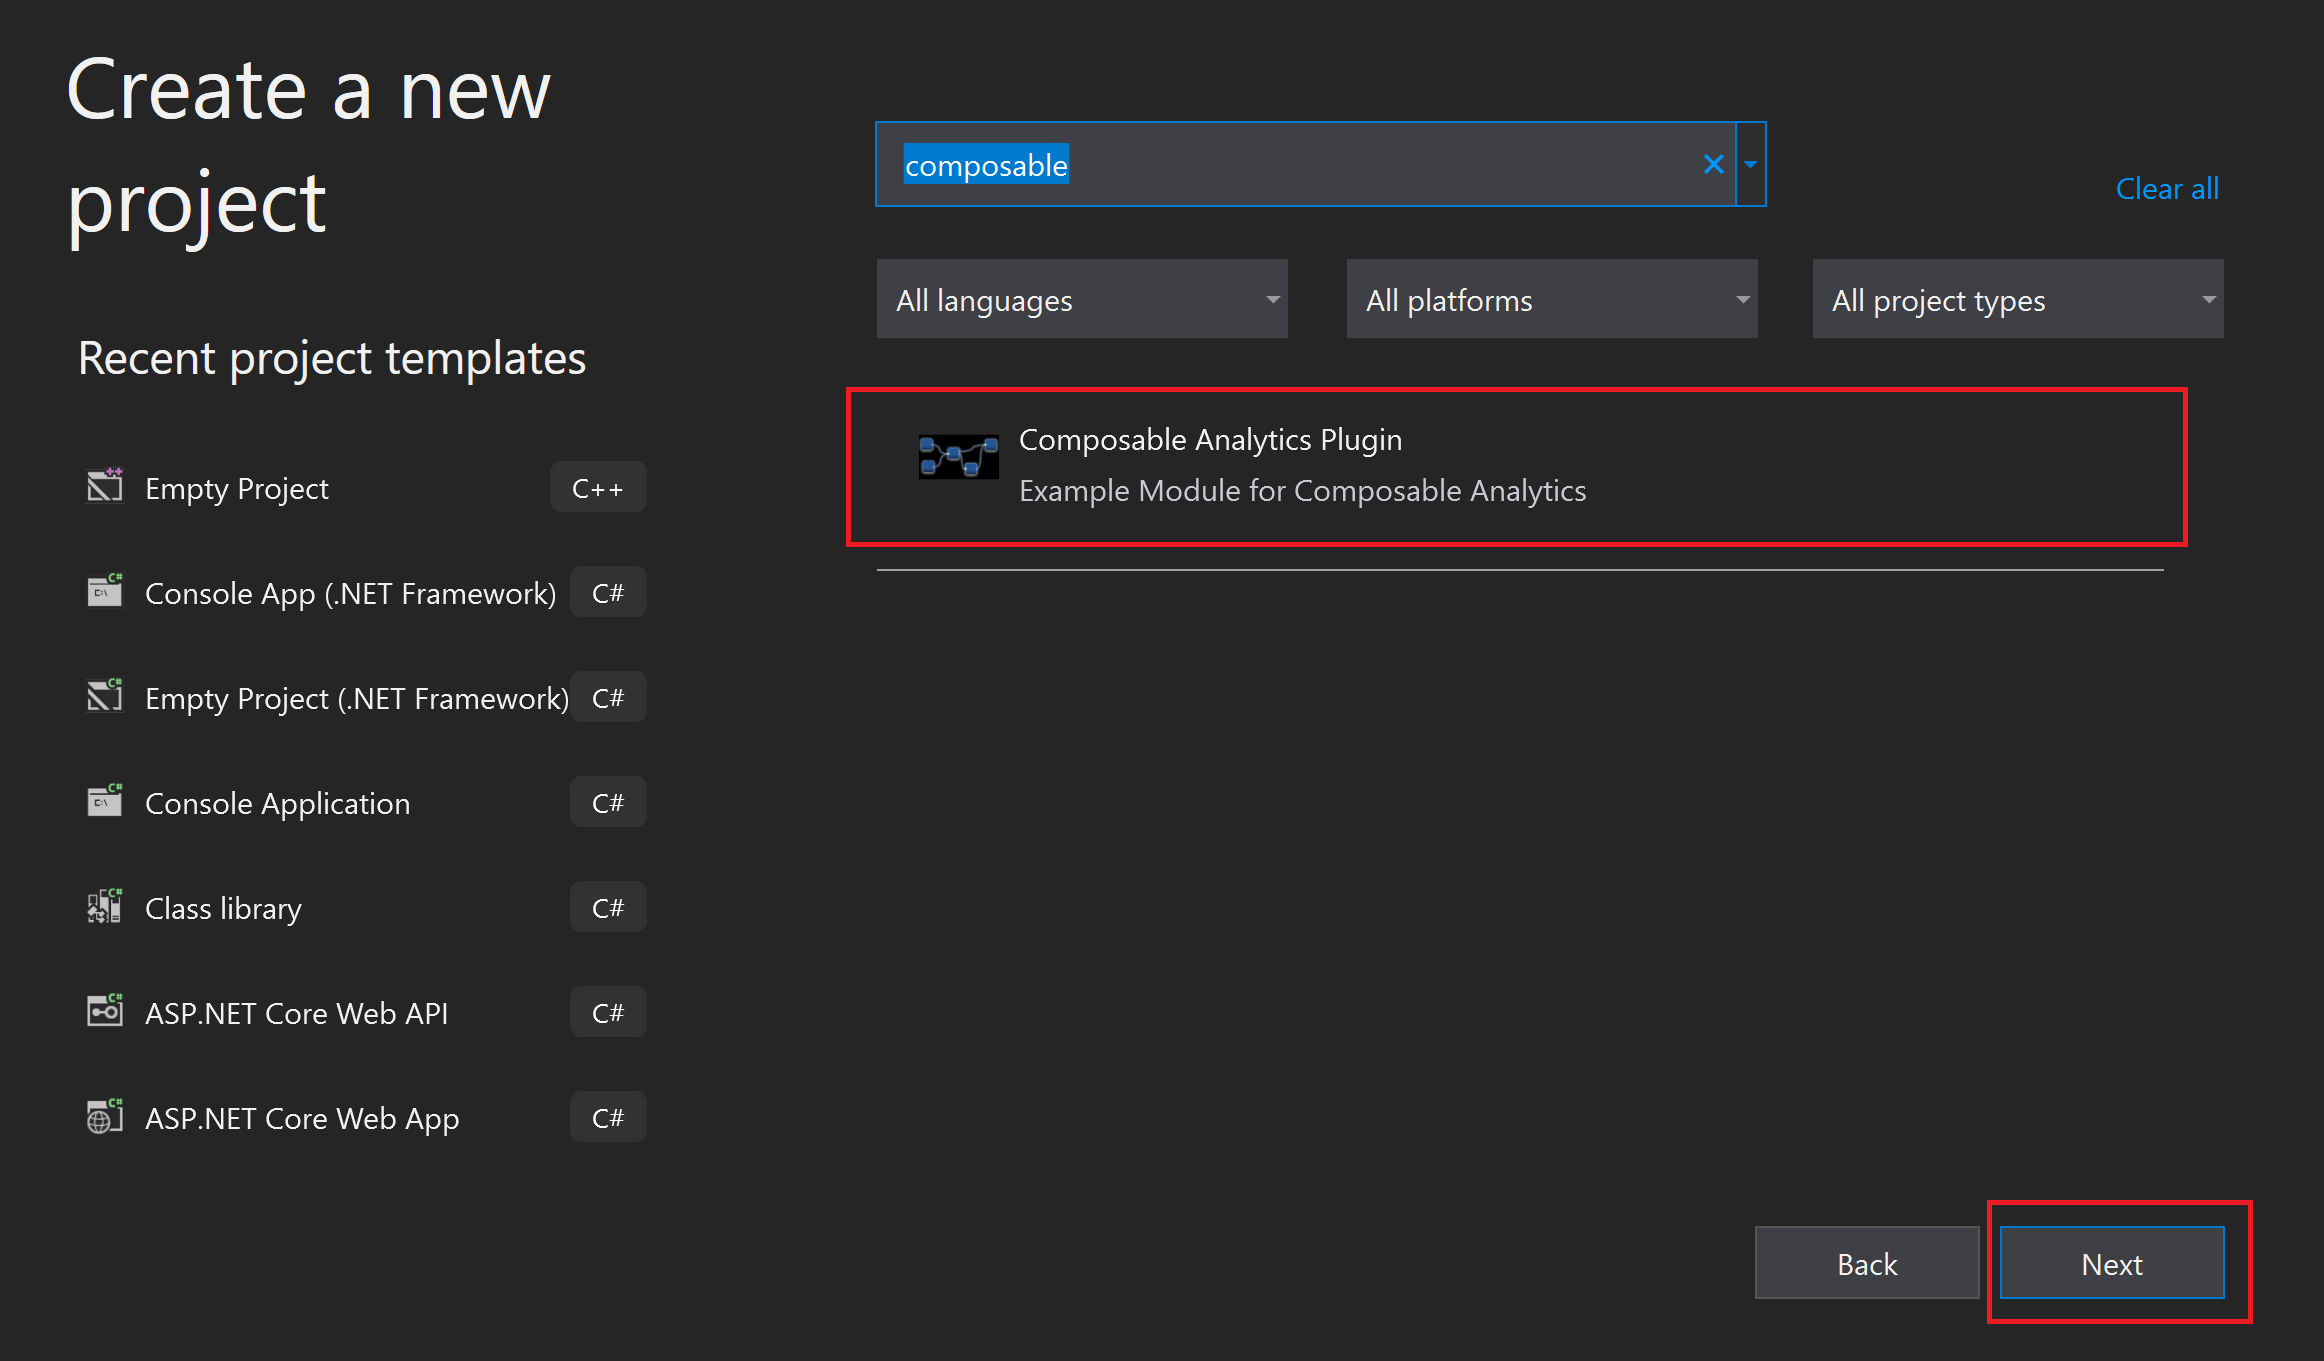 Create a new
project
Recent project templates
Empty Project C++
Console App (.NET Framework) C#
Empty Project (.NET Framework) C#
Console Application C#
Class library C#
ASP.NET Core Web API C#
ASP.NET Core Web App C#
composable
Clear all
All languages All platforms All project types
Composable Analytics Plugin
Example Module for Composable Analytics
Back Next